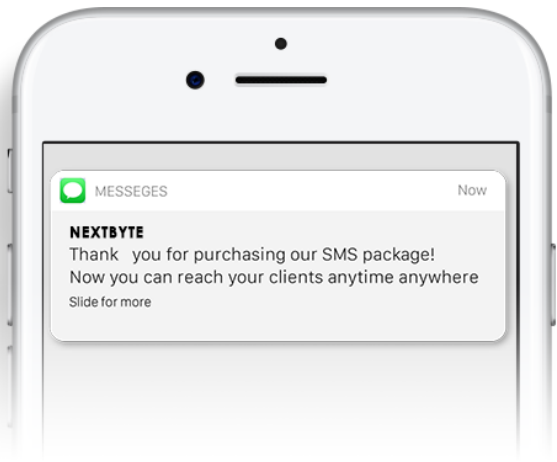 MESSEGES Now
NEXTBYTE
Thank you for purchasing our SMS package!
Now you can reach your clients anytime anywhere
Slide for more